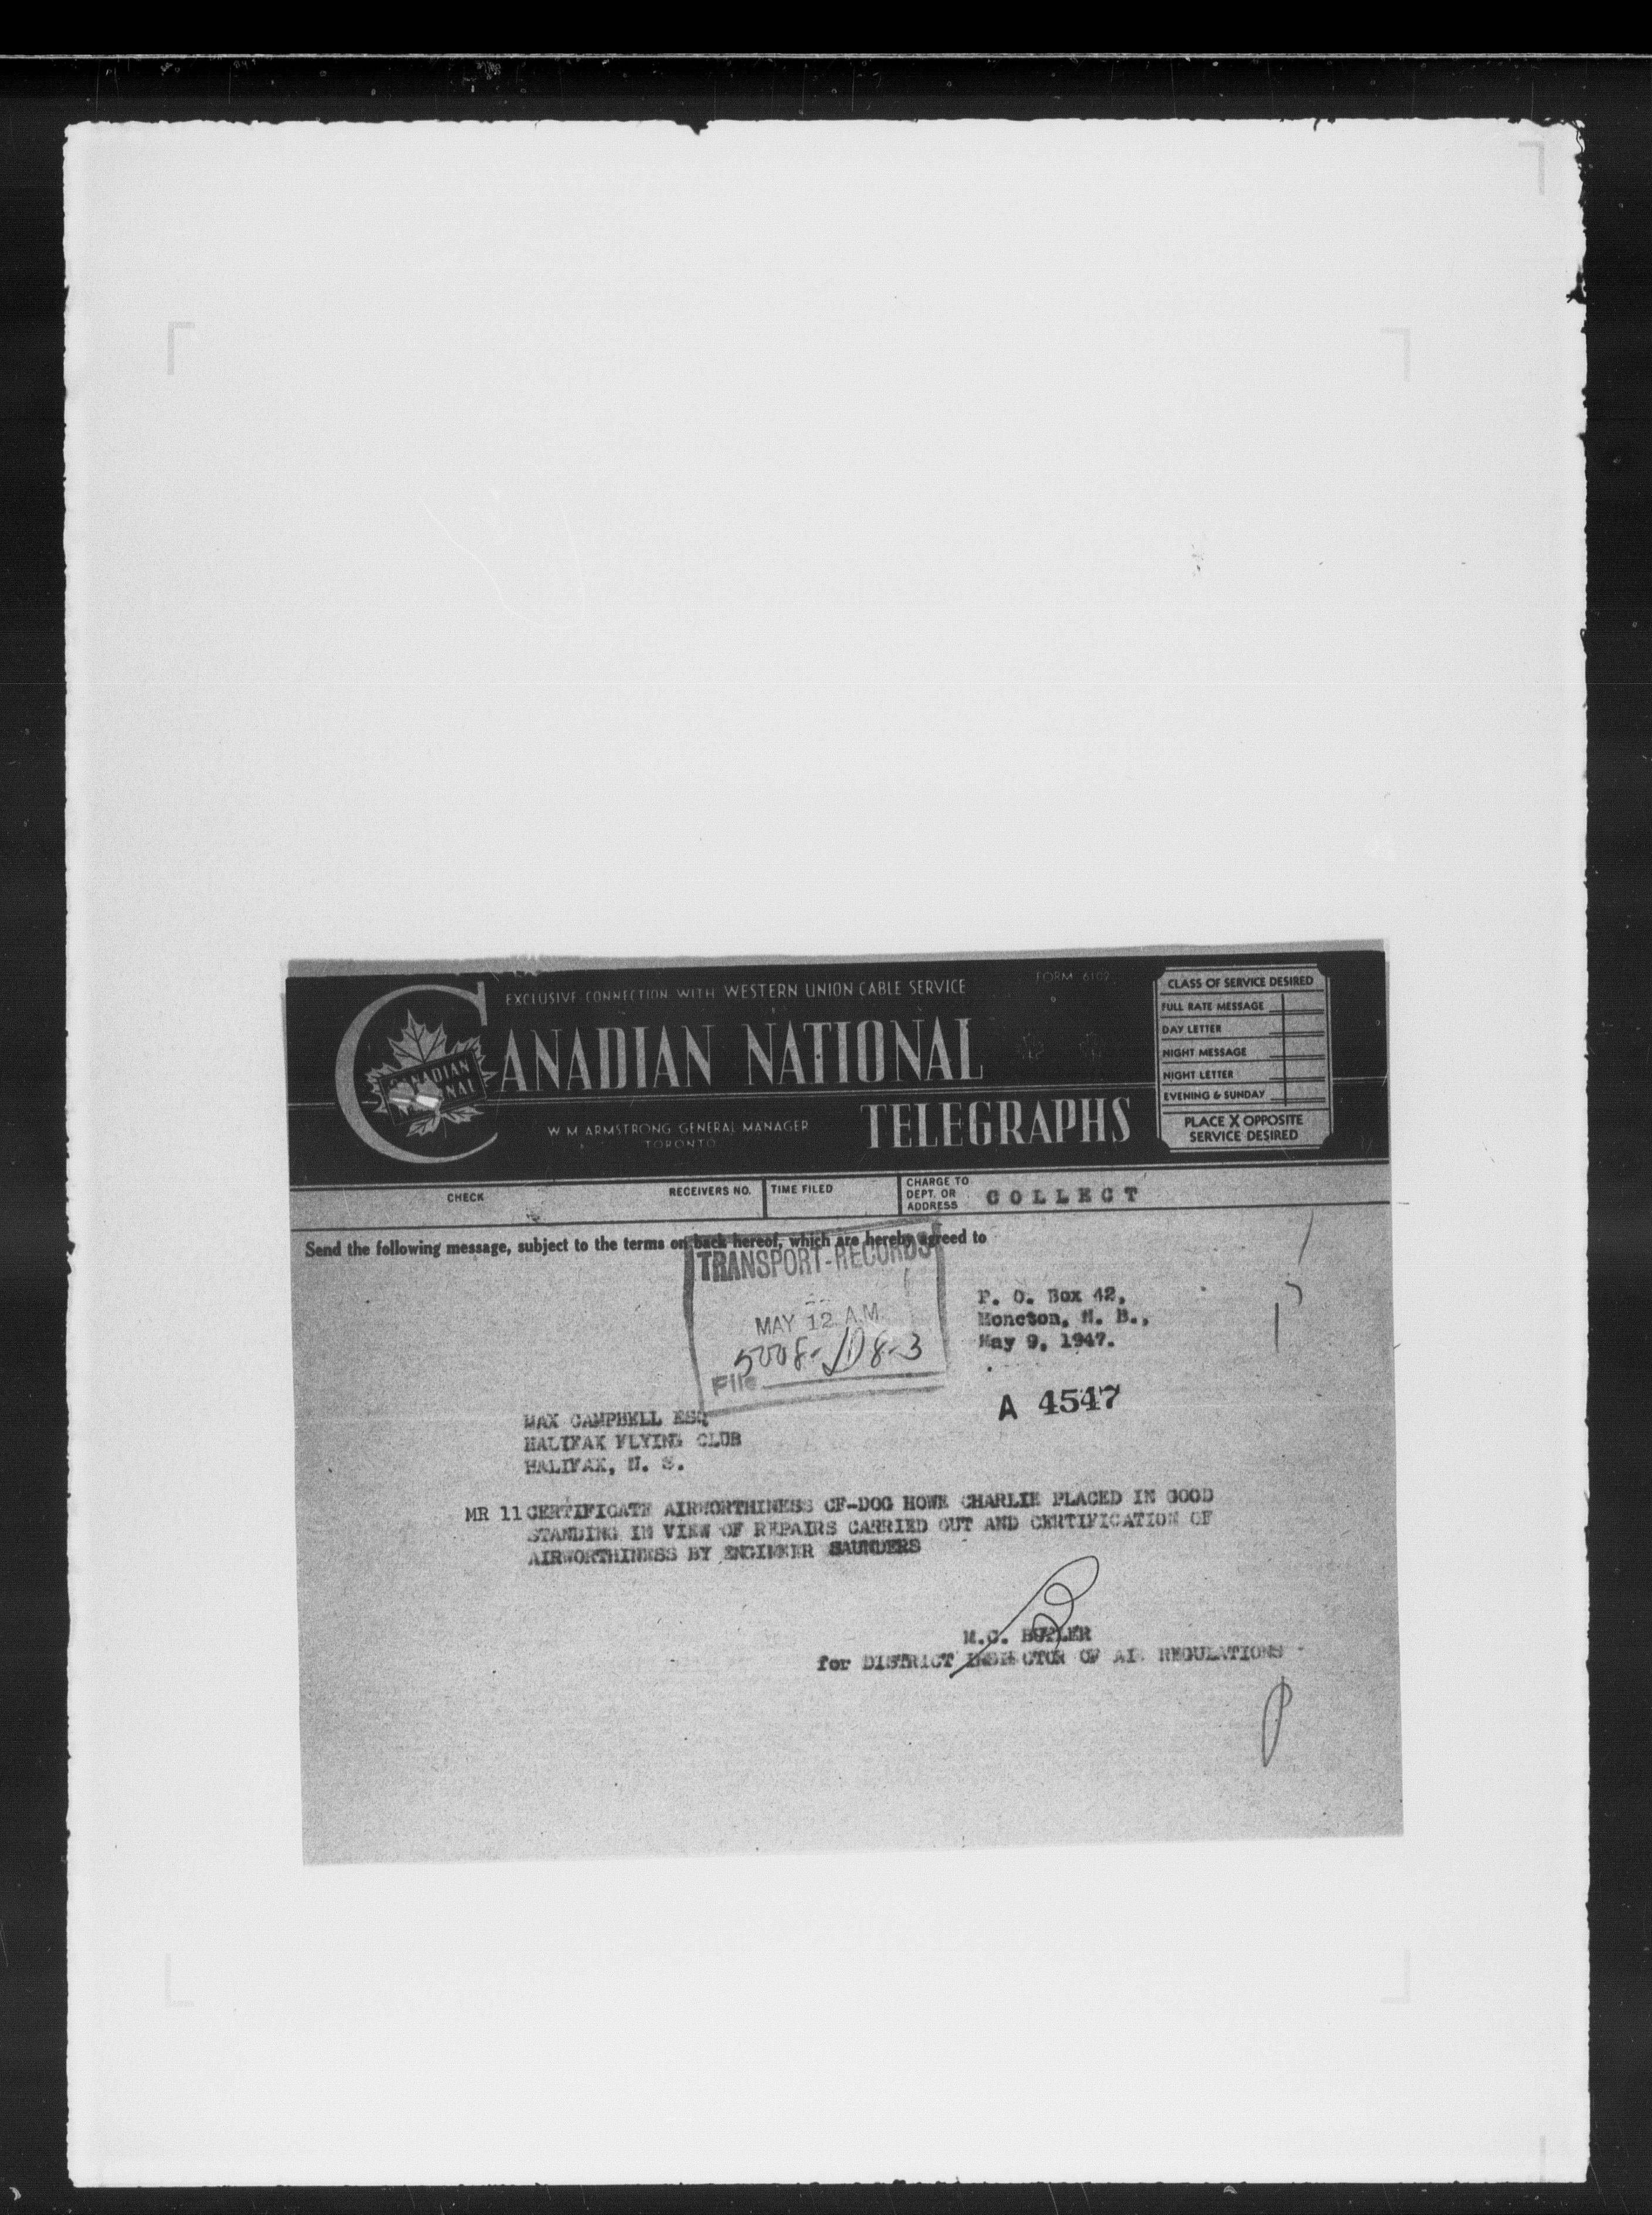 EXCLUSIVE CONNECTION WITH WESTERN UNION CABLE SERVICE
FORM 6102
CANADIAN NATIONAL
TELEGRAPHS
CANADIAN
NATIONAL
W M ARMSTRONG GENERAL MANAGER
TORONTO
CLASS OF SERVICE DESIRED
FULL RATE MESSAGE
DAY LETTER
NIGHT MESSAGE
NIGHT LETTER
EVENING & SUNDAY
PLACE X OPPOSITE
SERVICE DESIRED
CHECK
RECEIVERS NO.
TIME FILED
CHARGE TO
DEPT. OR
ADDRESS
COLLECT
Send the following message, subject to the terms on back hereof, which are hereby agreed to
TRANSPORT-RECORDS
MAY 12 A.M.
5008-D8-3
File
P. O. Box 42,
Moncton, N. B.,
May 9, 1947.
A 4547
MAX CAMPBELL ESQ
HALIFAX FLYING CLUB
HALIFAX, N. S.
MR 11 CERTIFICATE AIRWORTHINESS CF-DOG HOWE CHARLIE PLACED IN GOOD
STANDING IN VIEW OF REPAIRS CARRIED OUT AND CERTIFICATION OF
AIRWORTHINESS BY ENGINEER SAUNDERS
M.C. BUTLER
for DISTRICT INSPECTOR OF AIR REGULATIONS